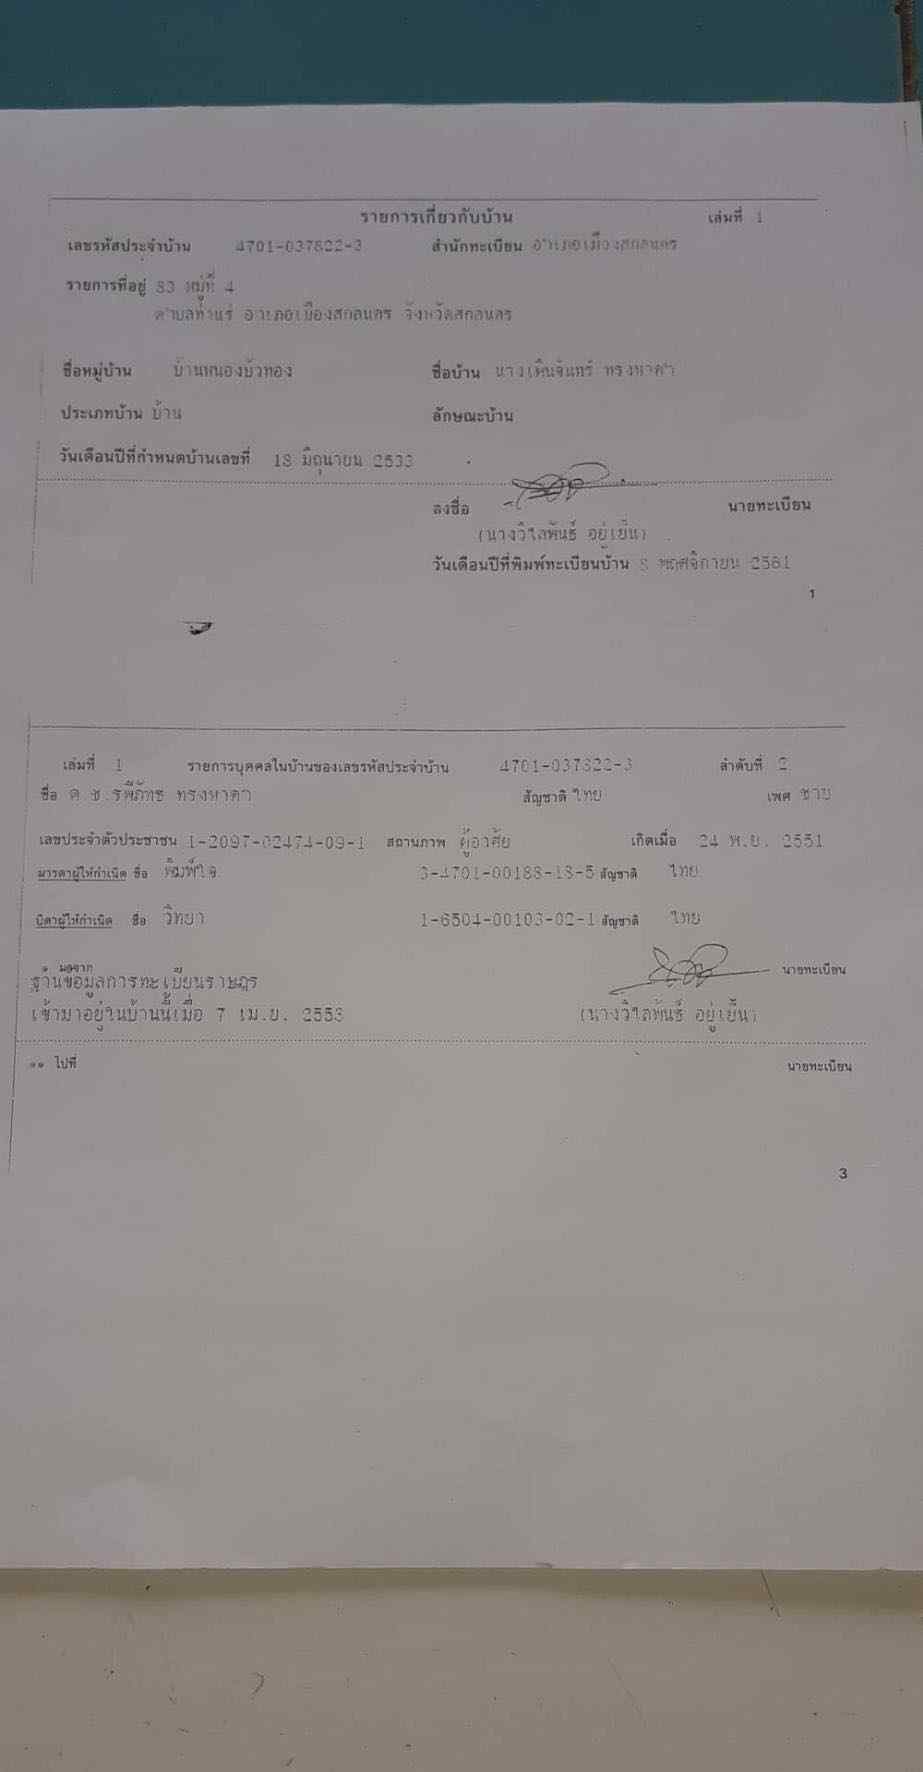 รายการเกี่ยวกับบ้าน เล่มที่ 1
เลขรหัสประจำบ้าน 4701-037822-3 สำนักทะเบียน อำเภอเมืองสกลนคร
รายการที่อยู่ 83 หมู่ที่ 4
ตำบลท่าแร่ อำเภอเมืองสกลนคร จังหวัดสกลนคร
ชื่อหมู่บ้าน บ้านหนองบัวทอง ชื่อบ้าน นางเพ็นจันทร์ ทรงหาคำ
ประเภทบ้าน บ้าน ลักษณะบ้าน
วันเดือนปีที่กำหนดบ้านเลขที่ 18 มิถุนายน 2533
ลงชื่อ นายทะเบียน
(นางวิไลพันธ์ อยู่เย็น)
วันเดือนปีที่พิมพ์ทะเบียนบ้าน 8 พฤศจิกายน 2561
1
เล่มที่ 1 รายการบุคคลในบ้านของเลขรหัสประจำบ้าน 4701-037822-3 ลำดับที่ 2
ชื่อ ด.ช.รพีภัทร ทรงหาคำ สัญชาติ ไทย เพศ ชาย
เลขประจำตัวประชาชน 1-2097-02474-09-1 สถานภาพ ผู้อาศัย เกิดเมื่อ 24 พ.ย. 2551
มารดาผู้ให้กำเนิด ชื่อ พิมพ์ใจ 3-4701-00188-18-5 สัญชาติ ไทย
บิดาผู้ให้กำเนิด ชื่อ วิทยา 1-6504-00103-02-1 สัญชาติ ไทย
* มาจาก นายทะเบียน
ฐานข้อมูลการทะเบียนราษฎร
เข้ามาอยู่ในบ้านนี้เมื่อ 7 เม.ย. 2553 (นางวิไลพันธ์ อยู่เย็น)
** ไปที่ นายทะเบียน
3